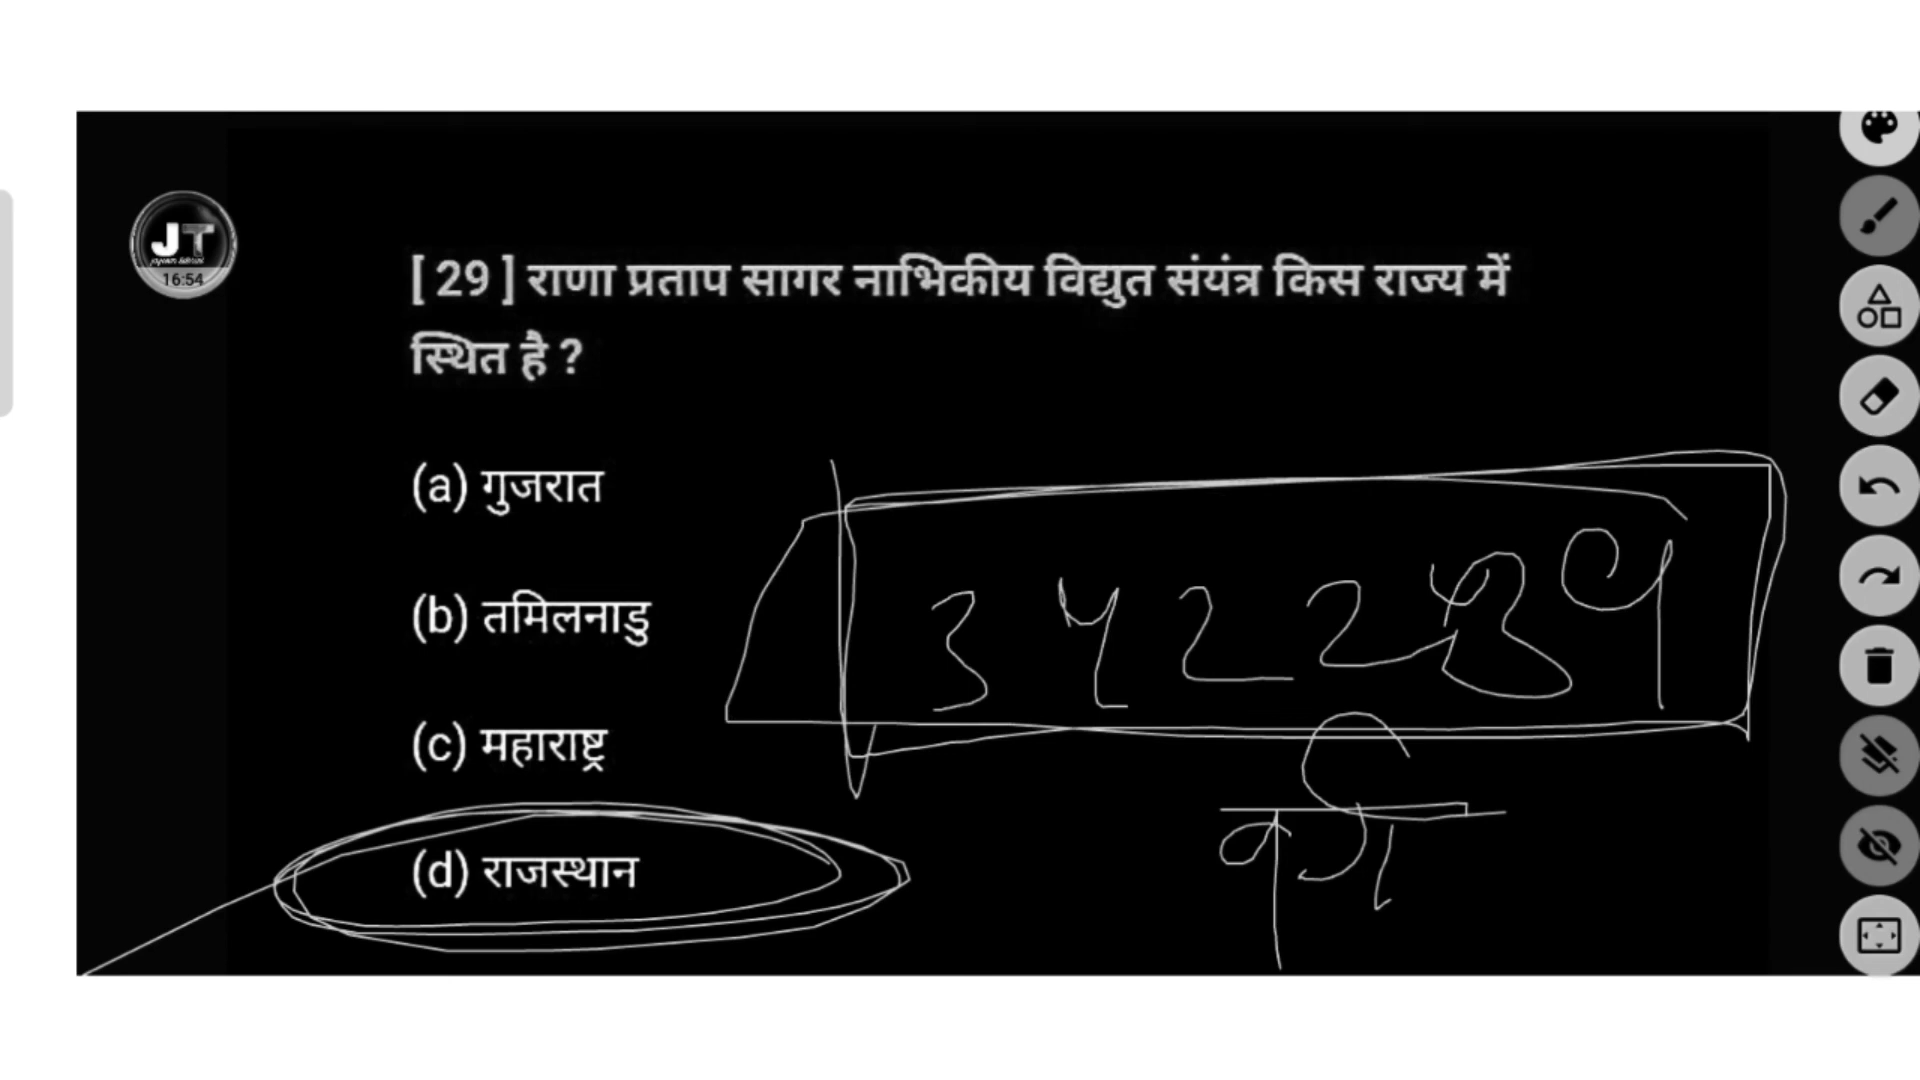 JT
16:54
[ 29 ] राणा प्रताप सागर नाभिकीय विद्युत संयंत्र किस राज्य में
स्थित है ?
(a) गुजरात
(b) तमिलनाडु
(c) महाराष्ट्र
(d) राजस्थान